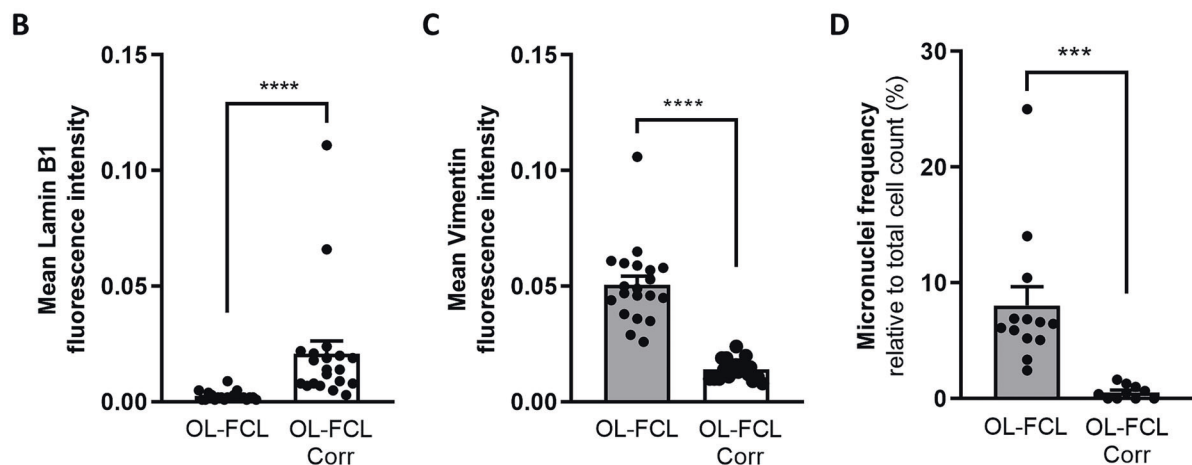 B
Mean Lamin B1
fluorescence intensity
0.15
0.10
0.05
0.00
****
OL-FCL
OL-FCL
Corr
C
Mean Vimentin
fluorescence intensity
0.15
0.10
0.05
0.00
****
OL-FCL
OL-FCL
Corr
D
Micronuclei frequency
relative to total cell count (%)
30
20
10
0
***
OL-FCL
OL-FCL
Corr